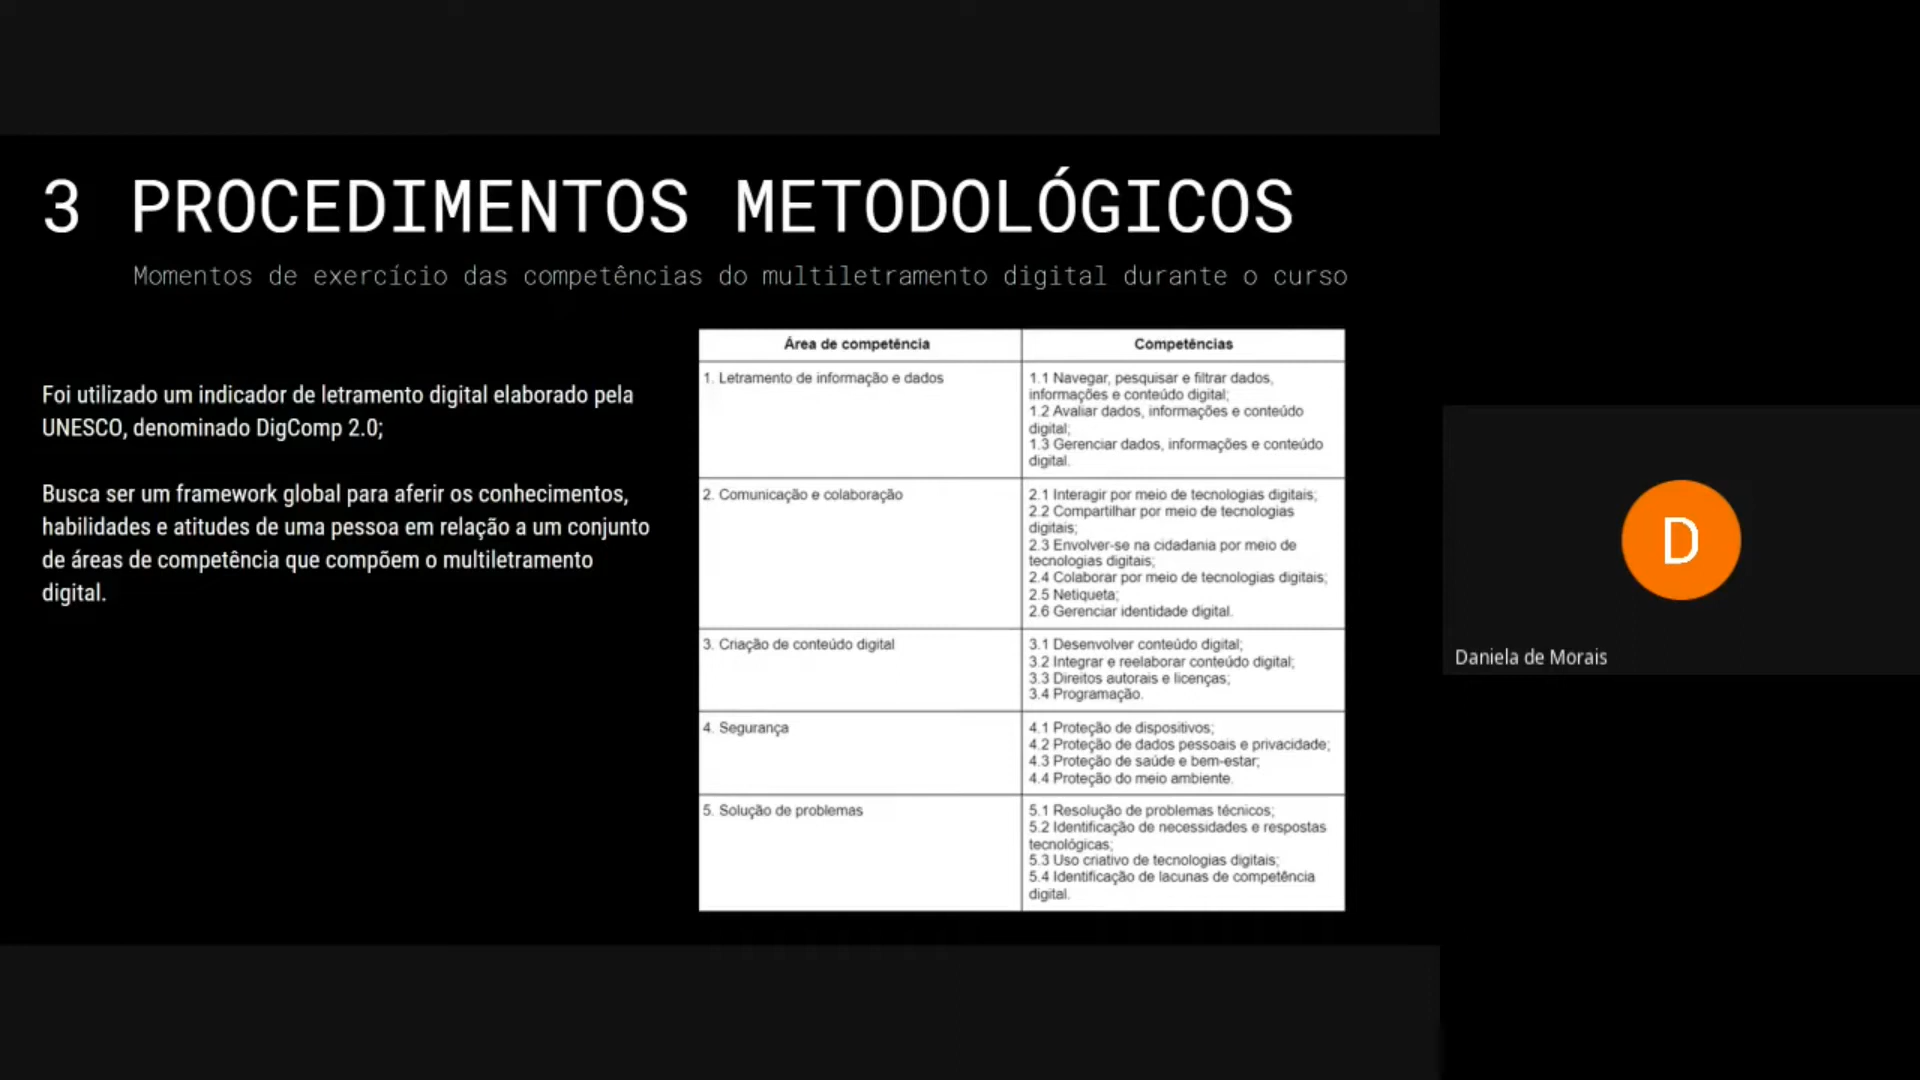 3 PROCEDIMENTOS METODOLÓGICOS
Momentos de exercício das competências do multiletramento digital durante o curso
Foi utilizado um indicador de letramento digital elaborado pela
UNESCO, denominado DigComp 2.0;
Busca ser um framework global para aferir os conhecimentos,
habilidades e atitudes de uma pessoa em relação a um conjunto
de áreas de competência que compõem o multiletramento
digital.
Área de competência
Competências
1. Letramento de informação e dados
1.1 Navegar, pesquisar e filtrar dados,
informações e conteúdo digital;
1.2 Avaliar dados, informações e conteúdo
digital;
1.3 Gerenciar dados, informações e conteúdo
digital.
2. Comunicação e colaboração
2.1 Interagir por meio de tecnologias digitais;
2.2 Compartilhar por meio de tecnologias
digitais;
2.3 Envolver-se na cidadania por meio de
tecnologias digitais;
2.4 Colaborar por meio de tecnologias digitais;
2.5 Netiqueta;
2.6 Gerenciar identidade digital.
3. Criação de conteúdo digital
3.1 Desenvolver conteúdo digital;
3.2 Integrar e reelaborar conteúdo digital;
3.3 Direitos autorais e licenças;
3.4 Programação.
4. Segurança
4.1 Proteção de dispositivos;
4.2 Proteção de dados pessoais e privacidade;
4.3 Proteção de saúde e bem-estar;
4.4 Proteção do meio ambiente.
5. Solução de problemas
5.1 Resolução de problemas técnicos;
5.2 Identificação de necessidades e respostas
tecnológicas;
5.3 Uso criativo de tecnologias digitais;
5.4 Identificação de lacunas de competência
digital.
D
Daniela de Morais